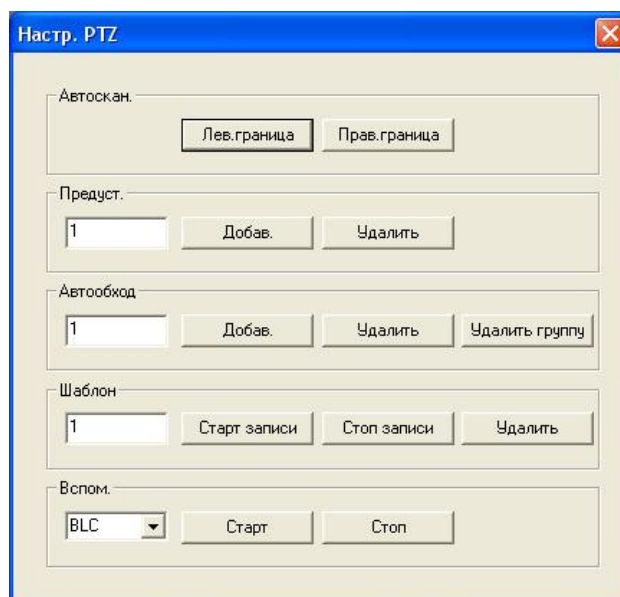 Настр. PTZ
Автоскан.
Лев.граница Прав.граница
Предуст.
1 Добав. Удалить
Автообход
1 Добав. Удалить Удалить группу
Шаблон
1 Старт записи Стоп записи Удалить
Вспом.
BLC Старт Стоп